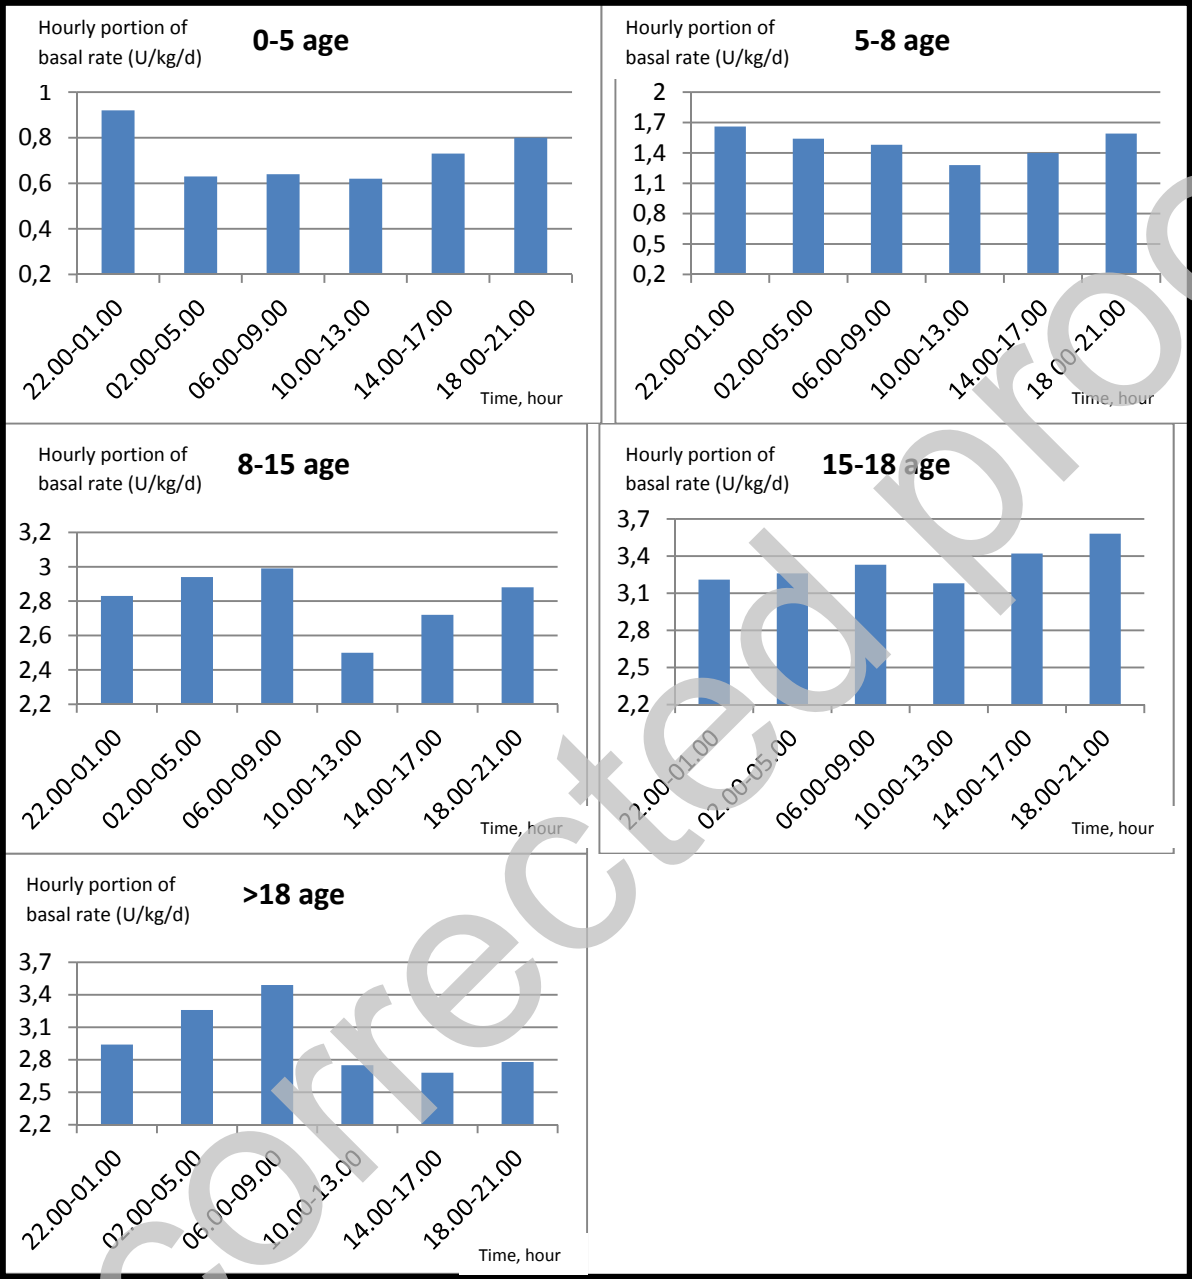 Hourly portion of
basal rate (U/kg/d)
0-5 age
1
0,8
0,6
0,4
0,2
22.00-01.00
02.00-05.00
06.00-09.00
10.00-13.00
14.00-17.00
18 00-21.00
Time, hour
Hourly portion of
basal rate (U/kg/d)
5-8 age
2
1,7
1,4
1,1
0,8
0,5
0,2
22.00-01.00
02.00-05.00
06.00-09.00
10.00-13.00
14.00-17.00
18 00-21.00
Time, hour
Hourly portion of
basal rate (U/kg/d)
8-15 age
3,2
3
2,8
2,6
2,4
2,2
22.00-01.00
02.00-05.00
06.00-09.00
10.00-13.00
14.00-17.00
18.00-21.00
Time, hour
Hourly portion of
basal rate (U/kg/d)
15-18 age
3,7
3,4
3,1
2,8
2,5
2,2
22.00-01.00
02.00-05.00
06.00-09.00
10.00-13.00
14.00-17.00
18.00-21.00
Time, hour
Hourly portion of
basal rate (U/kg/d)
>18 age
3,7
3,4
3,1
2,8
2,5
2,2
22.00-01.00
02.00-05.00
06.00-09.00
10.00-13.00
14.00-17.00
18.00-21.00
Time, hour
corrected proo